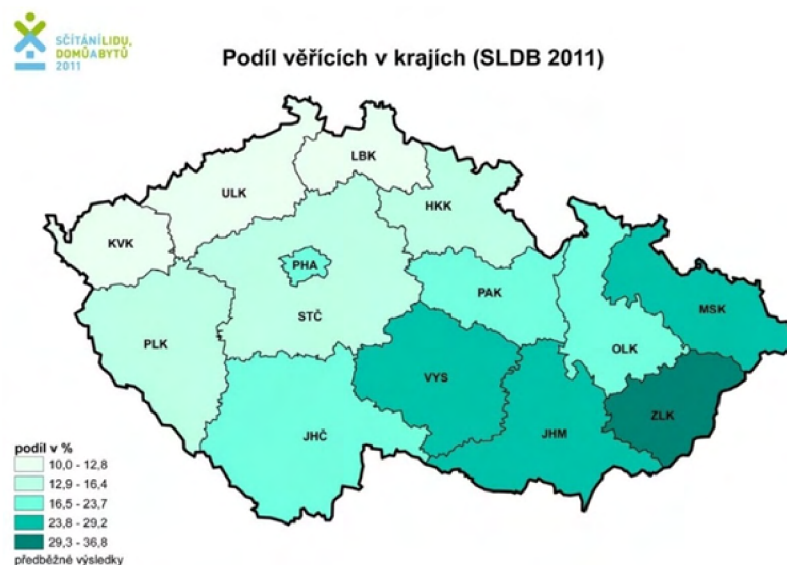 SČÍTÁNÍ LIDU,
DOMŮ A BYTŮ
2011
Podíl věřících v krajích (SLDB 2011)
LBK
ULK
HKK
KVK
PHA
PAK
MSK
STČ
PLK
OLK
VYS
ZLK
JHČ
JHM
podíl v %
10,0 - 12,8
12,9 - 16,4
16,5 - 23,7
23,8 - 29,2
29,3 - 36,8
předběžné výsledky